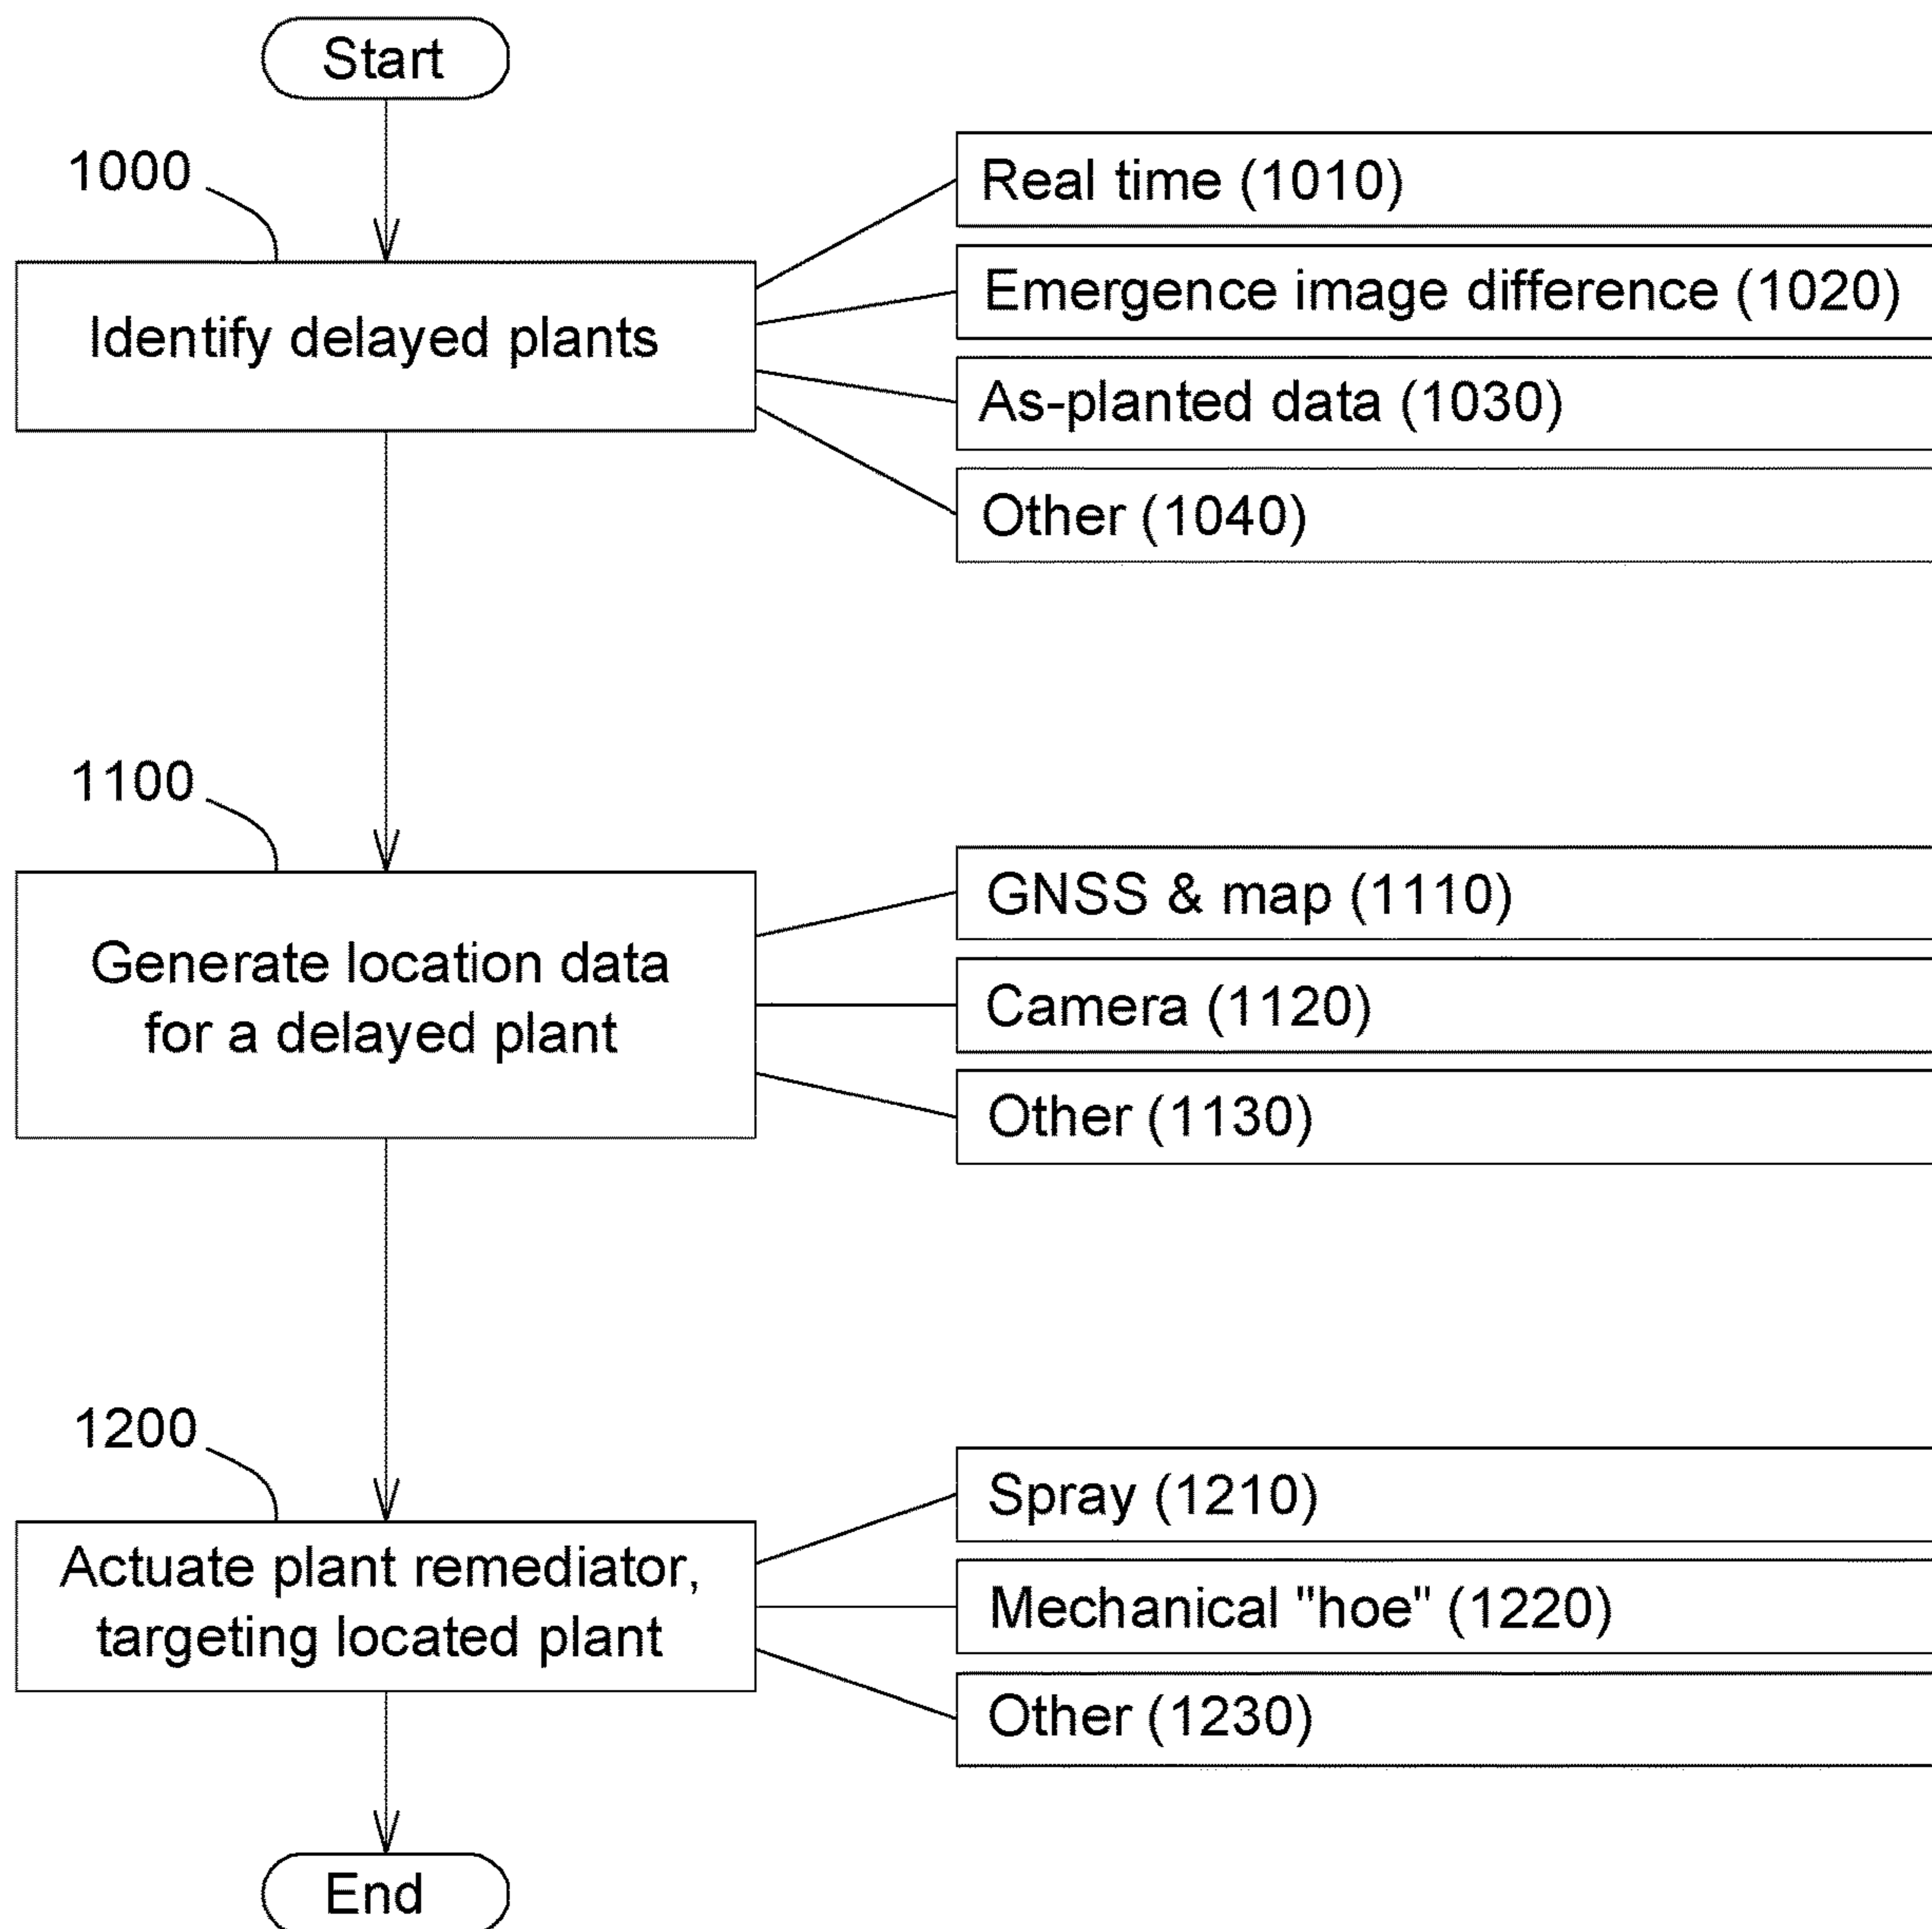 Start
1000
Identify delayed plants
Real time (1010)
Emergence image difference (1020)
As-planted data (1030)
Other (1040)
1100
Generate location data
for a delayed plant
GNSS & map (1110)
Camera (1120)
Other (1130)
1200
Actuate plant remediator,
targeting located plant
Spray (1210)
Mechanical "hoe" (1220)
Other (1230)
End